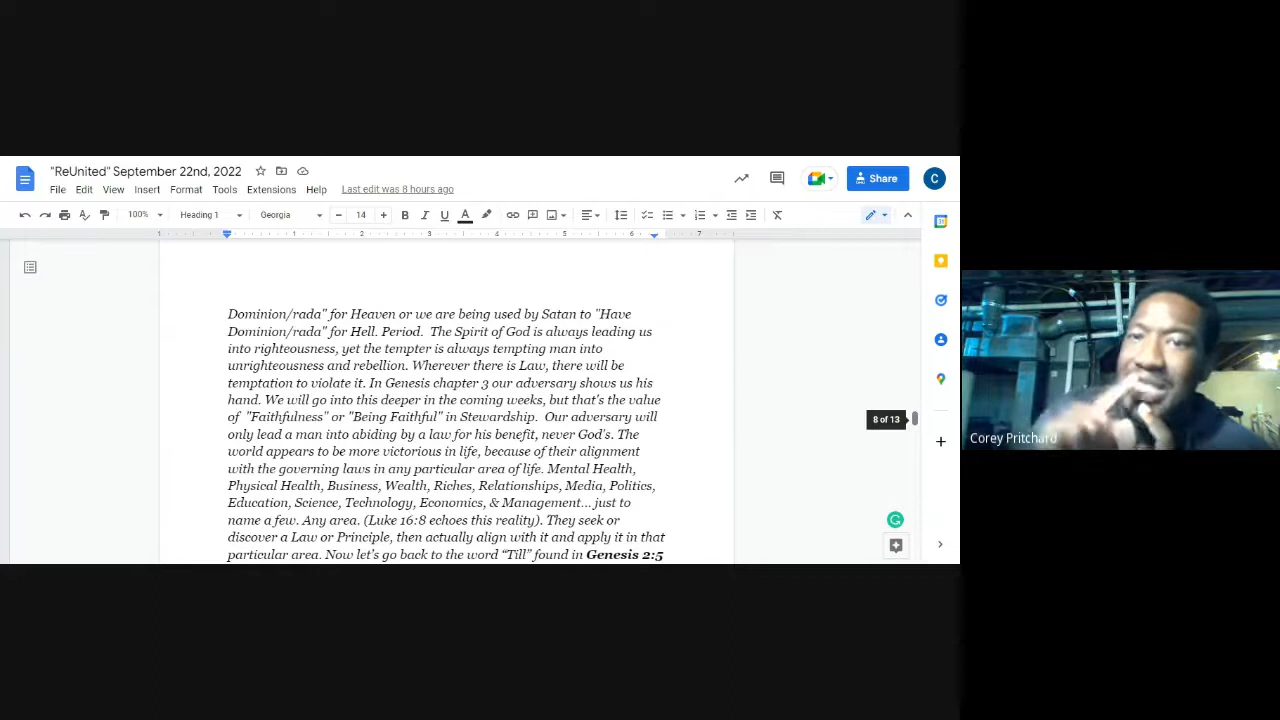 "ReUnited" September 22nd, 2022
File Edit View Insert Format Tools Extensions Help Last edit was 8 hours ago
Share
C
100% Heading 1 Georgia 14 B I U A
1 1 2 3 4 5 6 7
Dominion/rada" for Heaven or we are being used by Satan to "Have
Dominion/rada" for Hell. Period. The Spirit of God is always leading us
into righteousness, yet the tempter is always tempting man into
unrighteousness and rebellion. Wherever there is Law, there will be
temptation to violate it. In Genesis chapter 3 our adversary shows us his
hand. We will go into this deeper in the coming weeks, but that's the value
of "Faithfulness" or "Being Faithful" in Stewardship. Our adversary will
only lead a man into abiding by a law for his benefit, never God's. The
world appears to be more victorious in life, because of their alignment
with the governing laws in any particular area of life. Mental Health,
Physical Health, Business, Wealth, Riches, Relationships, Media, Politics,
Education, Science, Technology, Economics, & Management... just to
name a few. Any area. (Luke 16:8 echoes this reality). They seek or
discover a Law or Principle, then actually align with it and apply it in that
particular area. Now let's go back to the word "Till" found in Genesis 2:5
8 of 13
Corey Pritchard